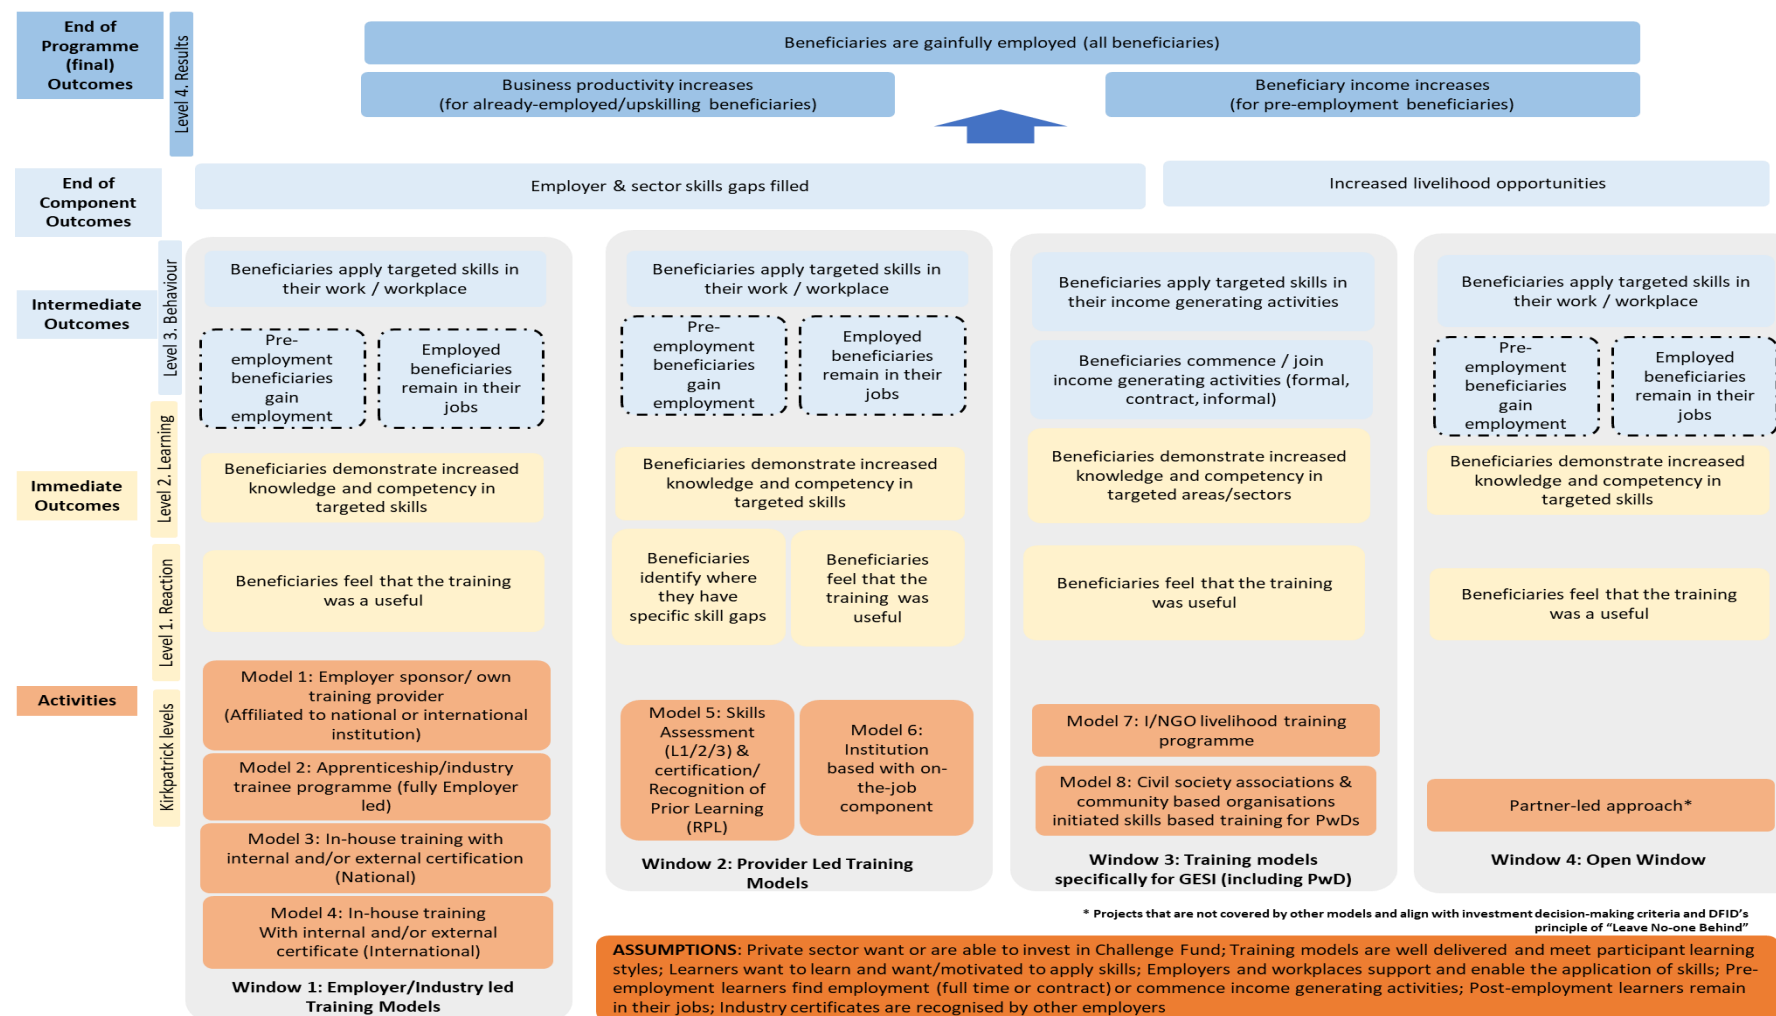 End of
Programme
(final)
Outcomes
Level 4. Results
Beneficiaries are gainfully employed (all beneficiaries)
Business productivity increases
(for already-employed/upskilling beneficiaries)
Beneficiary income increases
(for pre-employment beneficiaries)
End of
Component
Outcomes
Employer & sector skills gaps filled
Increased livelihood opportunities
Intermediate
Outcomes
Level 3. Behaviour
Immediate
Outcomes
Level 2. Learning
Level 1. Reaction
Activities
Kirkpatrick levels
Beneficiaries apply targeted skills in
their work / workplace
Pre-
employment
beneficiaries
gain
employment
Employed
beneficiaries
remain in their
jobs
Beneficiaries demonstrate increased
knowledge and competency in
targeted skills
Beneficiaries feel that the training
was a useful
Model 1: Employer sponsor/ own
training provider
(Affiliated to national or international
institution)
Model 2: Apprenticeship/industry
trainee programme (fully Employer
led)
Model 3: In-house training with
internal and/or external certification
(National)
Model 4: In-house training
With internal and/or external
certificate (International)
Window 1: Employer/Industry led
Training Models
Beneficiaries apply targeted skills in
their work / workplace
Pre-
employment
beneficiaries
gain
employment
Employed
beneficiaries
remain in their
jobs
Beneficiaries demonstrate increased
knowledge and competency in
targeted skills
Beneficiaries
identify where
they have
specific skill gaps
Beneficiaries
feel that the
training was
useful
Model 5: Skills
Assessment
(L1/2/3) &
certification/
Recognition of
Prior Learning
(RPL)
Model 6:
Institution
based with on-
the-job
component
Window 2: Provider Led Training
Models
Beneficiaries apply targeted skills in
their income generating activities
Beneficiaries commence / join
income generating activities (formal,
contract, informal)
Beneficiaries demonstrate increased
knowledge and competency in
targeted areas/sectors
Beneficiaries feel that the training
was useful
Model 7: I/NGO livelihood training
programme
Model 8: Civil society associations &
community based organisations
initiated skills based training for PwDs
Window 3: Training models
specifically for GESI (including PwD)
Beneficiaries apply targeted skills in
their work / workplace
Pre-
employment
beneficiaries
gain
employment
Employed
beneficiaries
remain in their
jobs
Beneficiaries demonstrate increased
knowledge and competency in
targeted skills
Beneficiaries feel that the training
was a useful
Partner-led approach*
Window 4: Open Window
* Projects that are not covered by other models and align with investment decision-making criteria and DFID's
principle of "Leave No-one Behind"
ASSUMPTIONS: Private sector want or are able to invest in Challenge Fund; Training models are well delivered and meet participant learning
styles; Learners want to learn and want/motivated to apply skills; Employers and workplaces support and enable the application of skills; Pre-
employment learners find employment (full time or contract) or commence income generating activities; Post-employment learners remain
in their jobs; Industry certificates are recognised by other employers